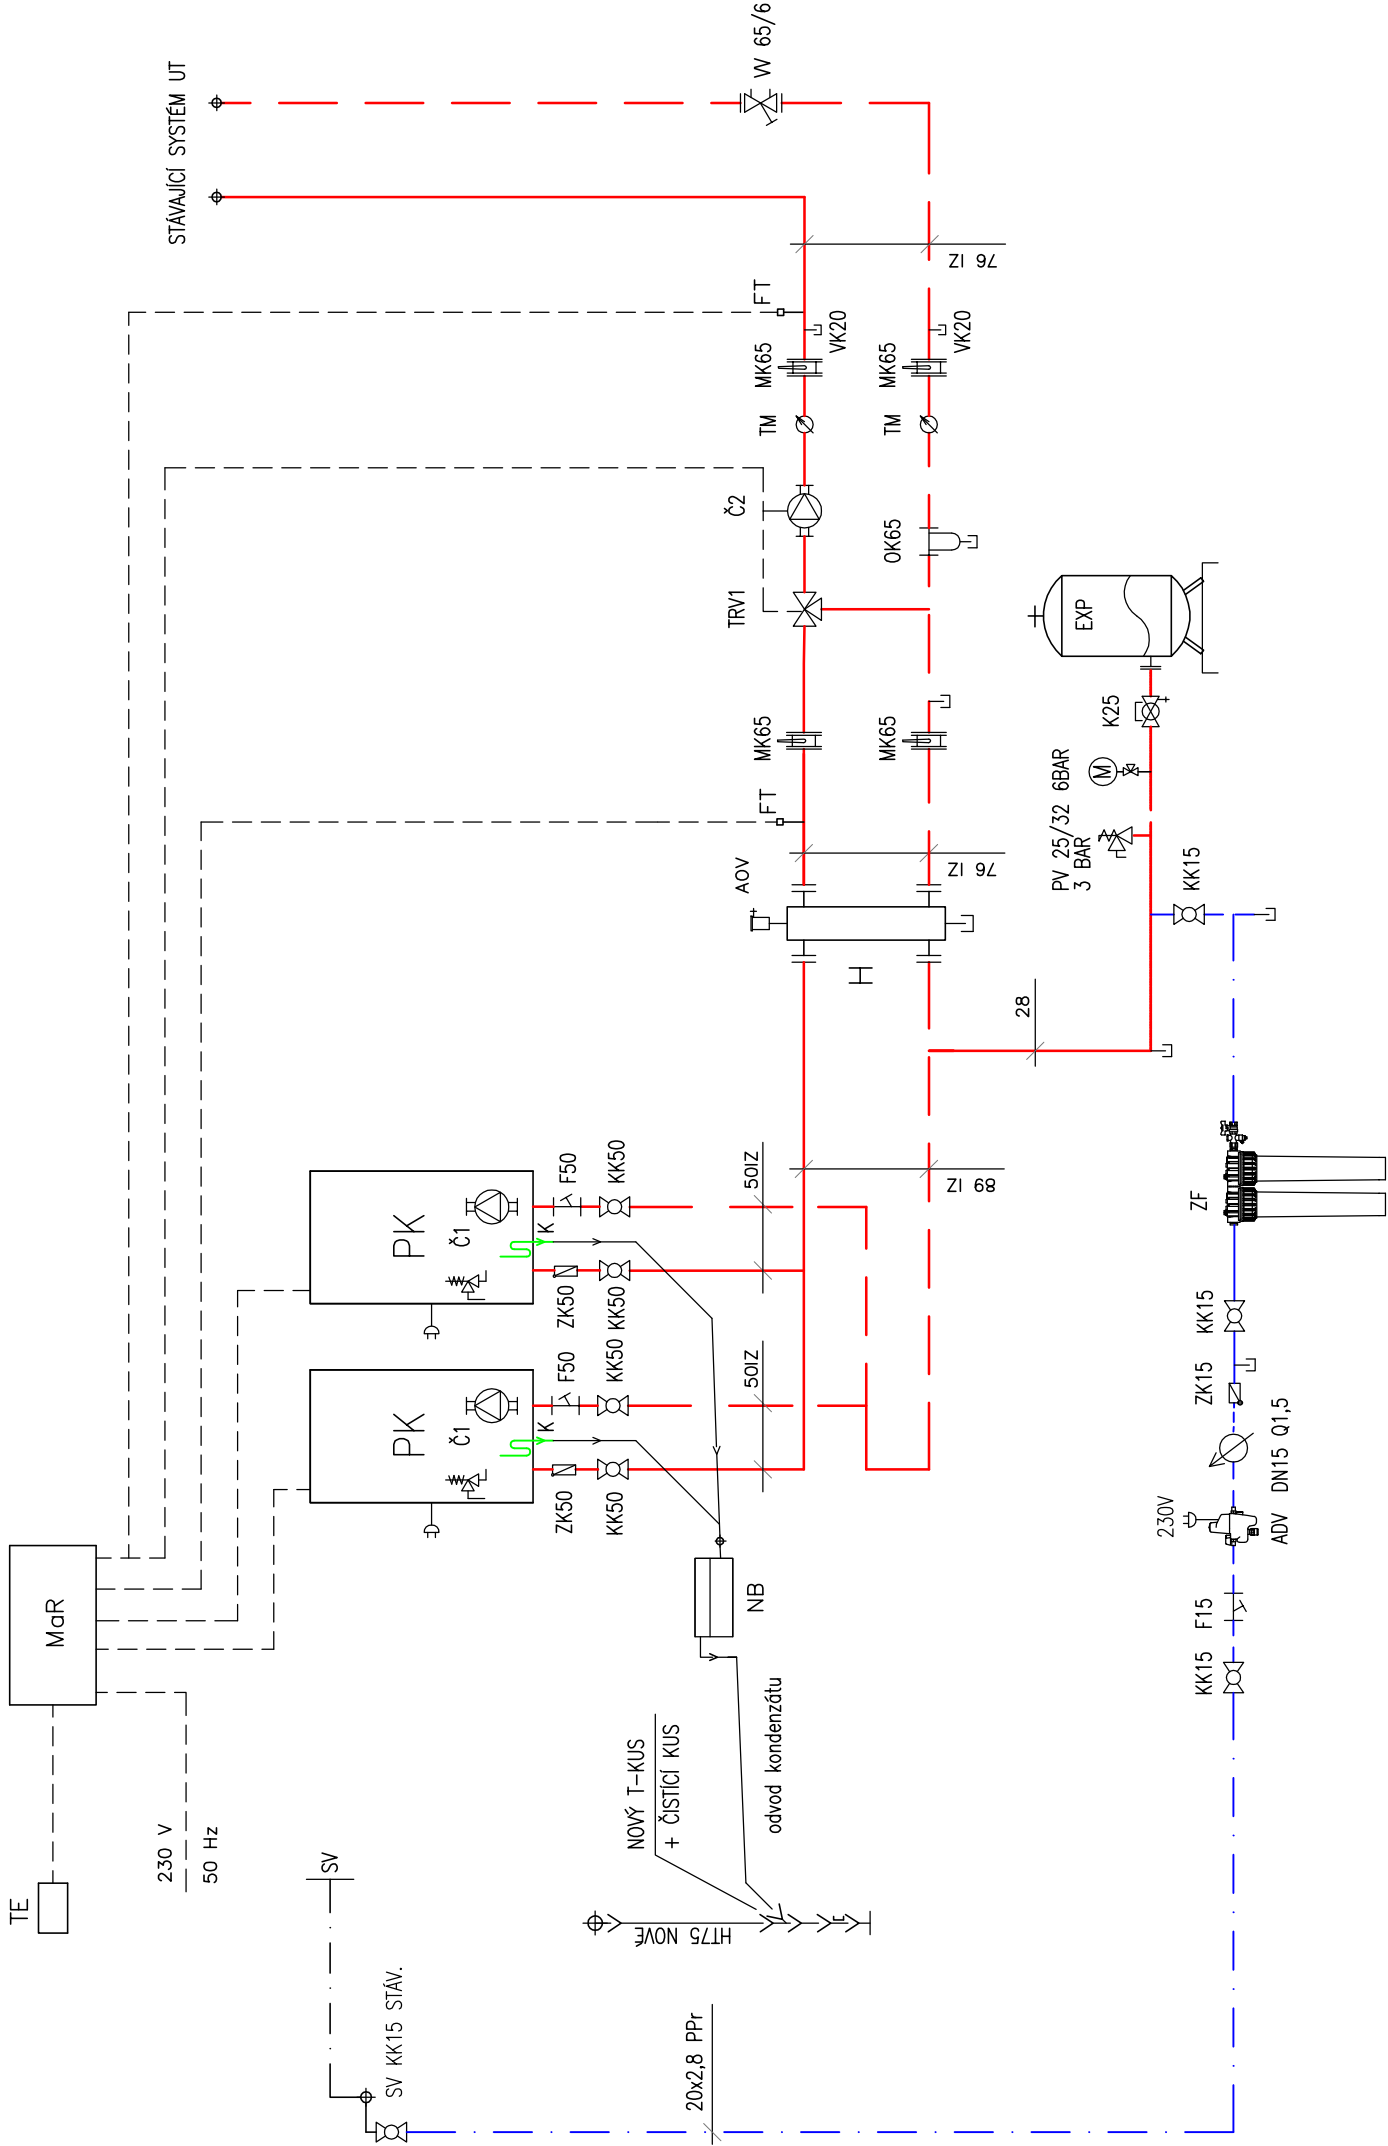 TE
MaR
230 V
50 Hz
SV
SV KK15 STÁV.
20x2,8 PPr
HT75 NOVÉ
NOVÝ T-KUS
+ ČISTÍCÍ KUS
odvod kondenzátu
NB
PK
Č1
K
ZK50
KK50
F50
KK50
50IZ
PK
Č1
K
ZK50
KK50
F50
KK50
50IZ
89 IZ
H
AOV
76 IZ
FT
MK65
MK65
TRV1
Č2
OK65
TM
TM
MK65
MK65
VK20
VK20
FT
76 IZ
STÁVAJÍCÍ SYSTÉM UT
W 65/6
28
PV 25/32 6BAR
3 BAR
M
K25
EXP
KK15
ZF
KK15
ZK15
DN15 Q1,5
230V
ADV
F15
KK15